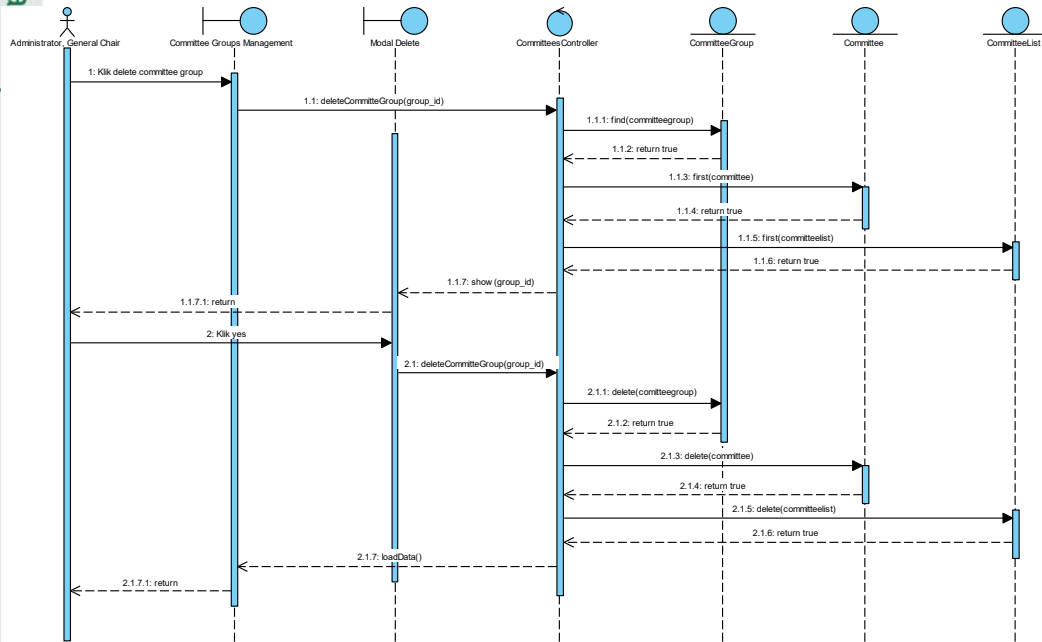 Administrator, General Chair
Committee Groups Management
Modal Delete
CommitteesController
CommitteeGroup
Committee
CommitteeList
1: Klik delete committee group
1.1: deleteCommitteGroup(group_id)
1.1.1: find(committeegroup)
1.1.2: return true
1.1.3: first(committee)
1.1.4: return true
1.1.5: first(committeelist)
1.1.6: return true
1.1.7: show (group_id)
1.1.7.1: return
2: Klik yes
2.1: deleteCommitteGroup(group_id)
2.1.1: delete(comitteegroup)
2.1.2: return true
2.1.3: delete(committee)
2.1.4: return true
2.1.5: delete(committeelist)
2.1.6: return true
2.1.7: loadData()
2.1.7.1: return